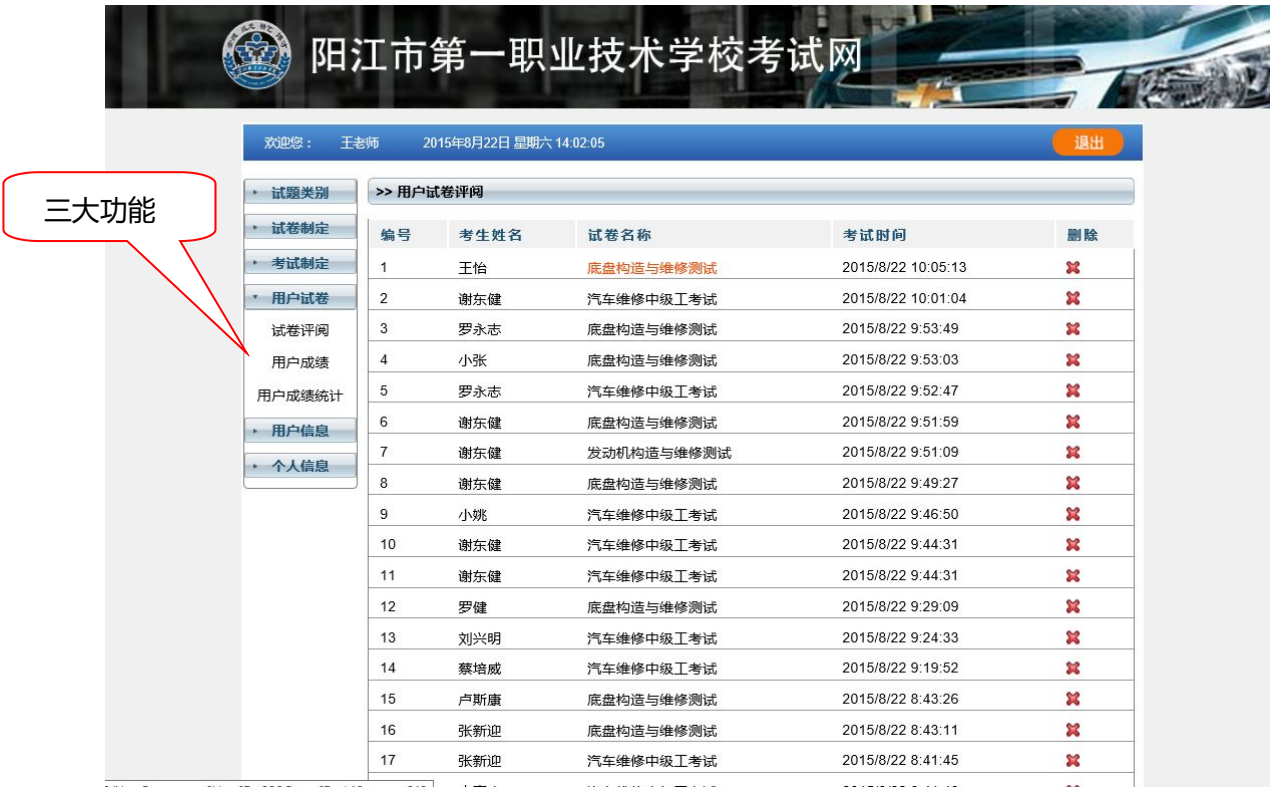 阳江市第一职业技术学校考试网
欢迎您： 王老师 2015年8月22日 星期六 14:02:05 退出
三大功能
试题类别
试卷制定
考试制定
用户试卷
试卷评阅
用户成绩
用户成绩统计
用户信息
个人信息
>> 用户试卷评阅
编号 考生姓名 试卷名称 考试时间 删除
1 王怡 底盘构造与维修测试 2015/8/22 10:05:13
2 谢东健 汽车维修中级工考试 2015/8/22 10:01:04
3 罗永志 底盘构造与维修测试 2015/8/22 9:53:49
4 小张 底盘构造与维修测试 2015/8/22 9:53:03
5 罗永志 汽车维修中级工考试 2015/8/22 9:52:47
6 谢东健 底盘构造与维修测试 2015/8/22 9:51:59
7 谢东健 发动机构造与维修测试 2015/8/22 9:51:09
8 谢东健 底盘构造与维修测试 2015/8/22 9:49:27
9 小姚 汽车维修中级工考试 2015/8/22 9:46:50
10 谢东健 汽车维修中级工考试 2015/8/22 9:44:31
11 谢东健 汽车维修中级工考试 2015/8/22 9:44:31
12 罗健 底盘构造与维修测试 2015/8/22 9:29:09
13 刘兴明 汽车维修中级工考试 2015/8/22 9:24:33
14 蔡培威 汽车维修中级工考试 2015/8/22 9:19:52
15 卢斯康 底盘构造与维修测试 2015/8/22 8:43:26
16 张新迎 底盘构造与维修测试 2015/8/22 8:43:11
17 张新迎 汽车维修中级工考试 2015/8/22 8:41:45